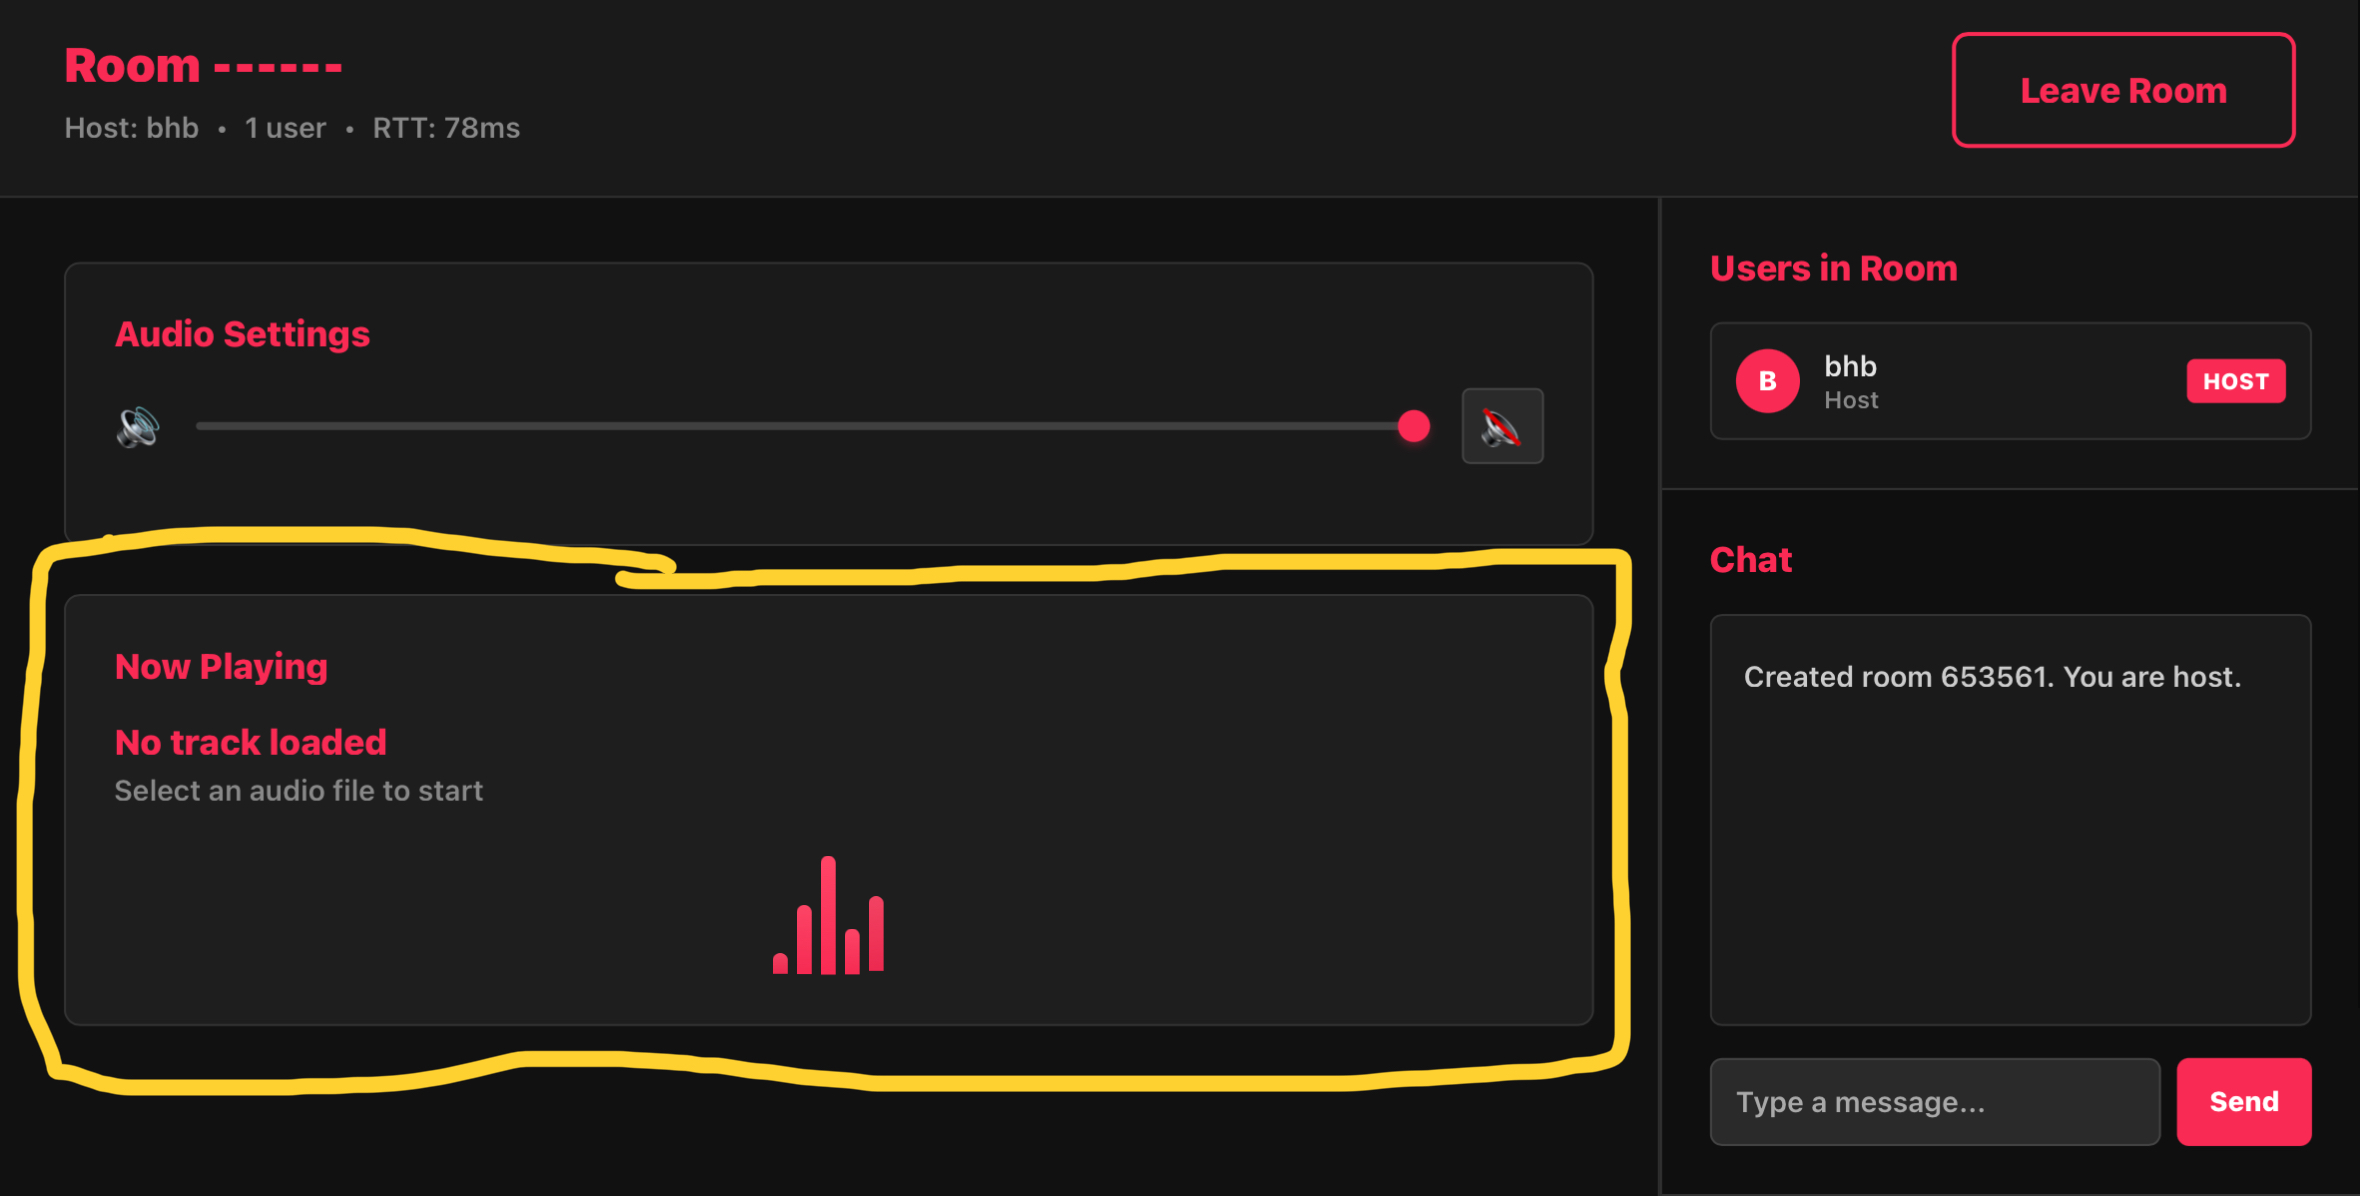 Room ------
Host: bhb • 1 user • RTT: 78ms
Leave Room
Audio Settings
Now Playing
No track loaded
Select an audio file to start
Users in Room
B
bhb
Host
HOST
Chat
Created room 653561. You are host.
Type a message...
Send